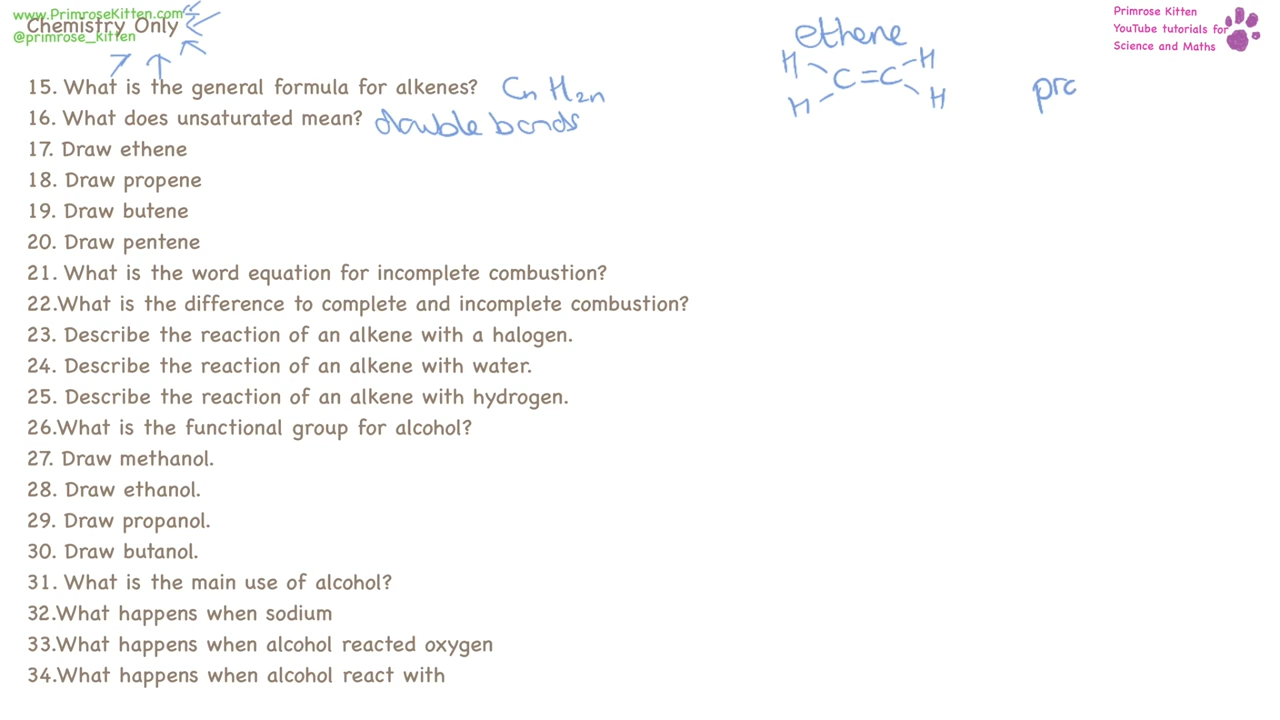 www.PrimroseKitten.com
Chemistry Only
@primrose_Kitten
Primrose Kitten
YouTube tutorials for
Science and Maths
15. What is the general formula for alkenes? CnH2n
16. What does unsaturated mean? double bonds
17. Draw ethene
18. Draw propene
19. Draw butene
20. Draw pentene
21. What is the word equation for incomplete combustion?
22.What is the difference to complete and incomplete combustion?
23. Describe the reaction of an alkene with a halogen.
24. Describe the reaction of an alkene with water.
25. Describe the reaction of an alkene with hydrogen.
26.What is the functional group for alcohol?
27. Draw methanol.
28. Draw ethanol.
29. Draw propanol.
30. Draw butanol.
31. What is the main use of alcohol?
32.What happens when sodium
33.What happens when alcohol reacted oxygen
34.What happens when alcohol react with
ethene
H H
C=C
H H
pro